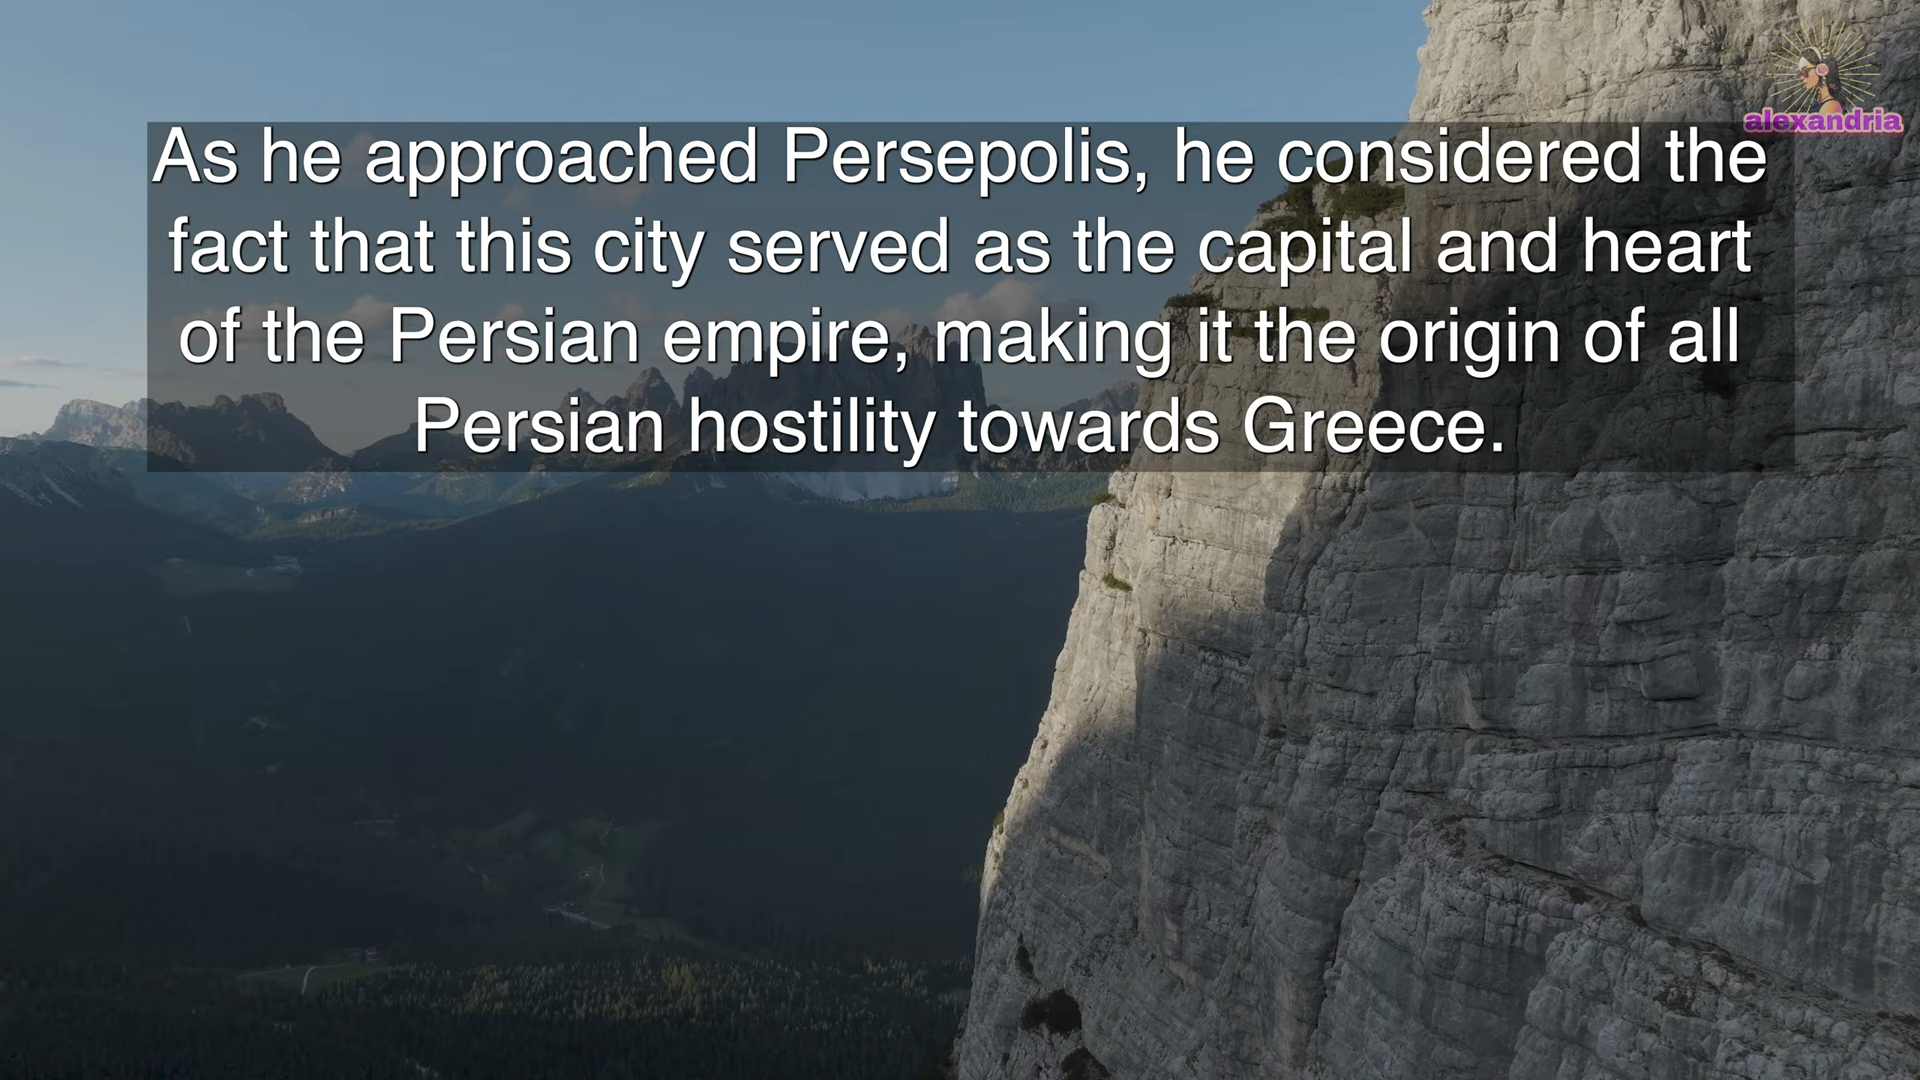 alexandria
As he approached Persepolis, he considered the
fact that this city served as the capital and heart
of the Persian empire, making it the origin of all
Persian hostility towards Greece.